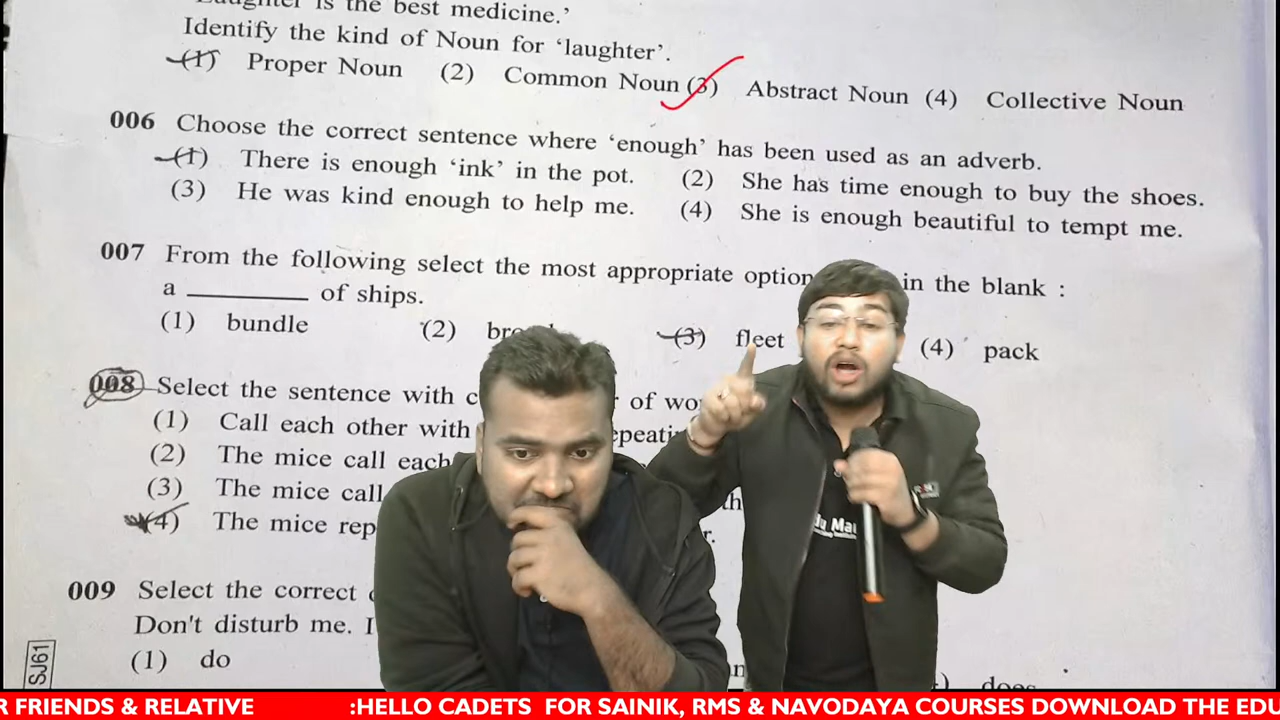 Laughter is the best medicine.'
Identify the kind of Noun for 'laughter'.
(1) Proper Noun (2) Common Noun (3) Abstract Noun (4) Collective Noun
006 Choose the correct sentence where 'enough' has been used as an adverb.
(1) There is enough 'ink' in the pot. (2) She has time enough to buy the shoes.
(3) He was kind enough to help me. (4) She is enough beautiful to tempt me.
007 From the following select the most appropriate option in the blank :
a ________ of ships.
(1) bundle (2) (3) fleet (4) pack
008 Select the sentence with of
(1) Call each other with
(2) The mice call each
(3) The mice call
(4) The mice
009 Select the correct
Don't disturb me. I
(1) do does
SJ61
R FRIENDS & RELATIVE :HELLO CADETS FOR SAINIK, RMS & NAVODAYA COURSES DOWNLOAD THE EDU